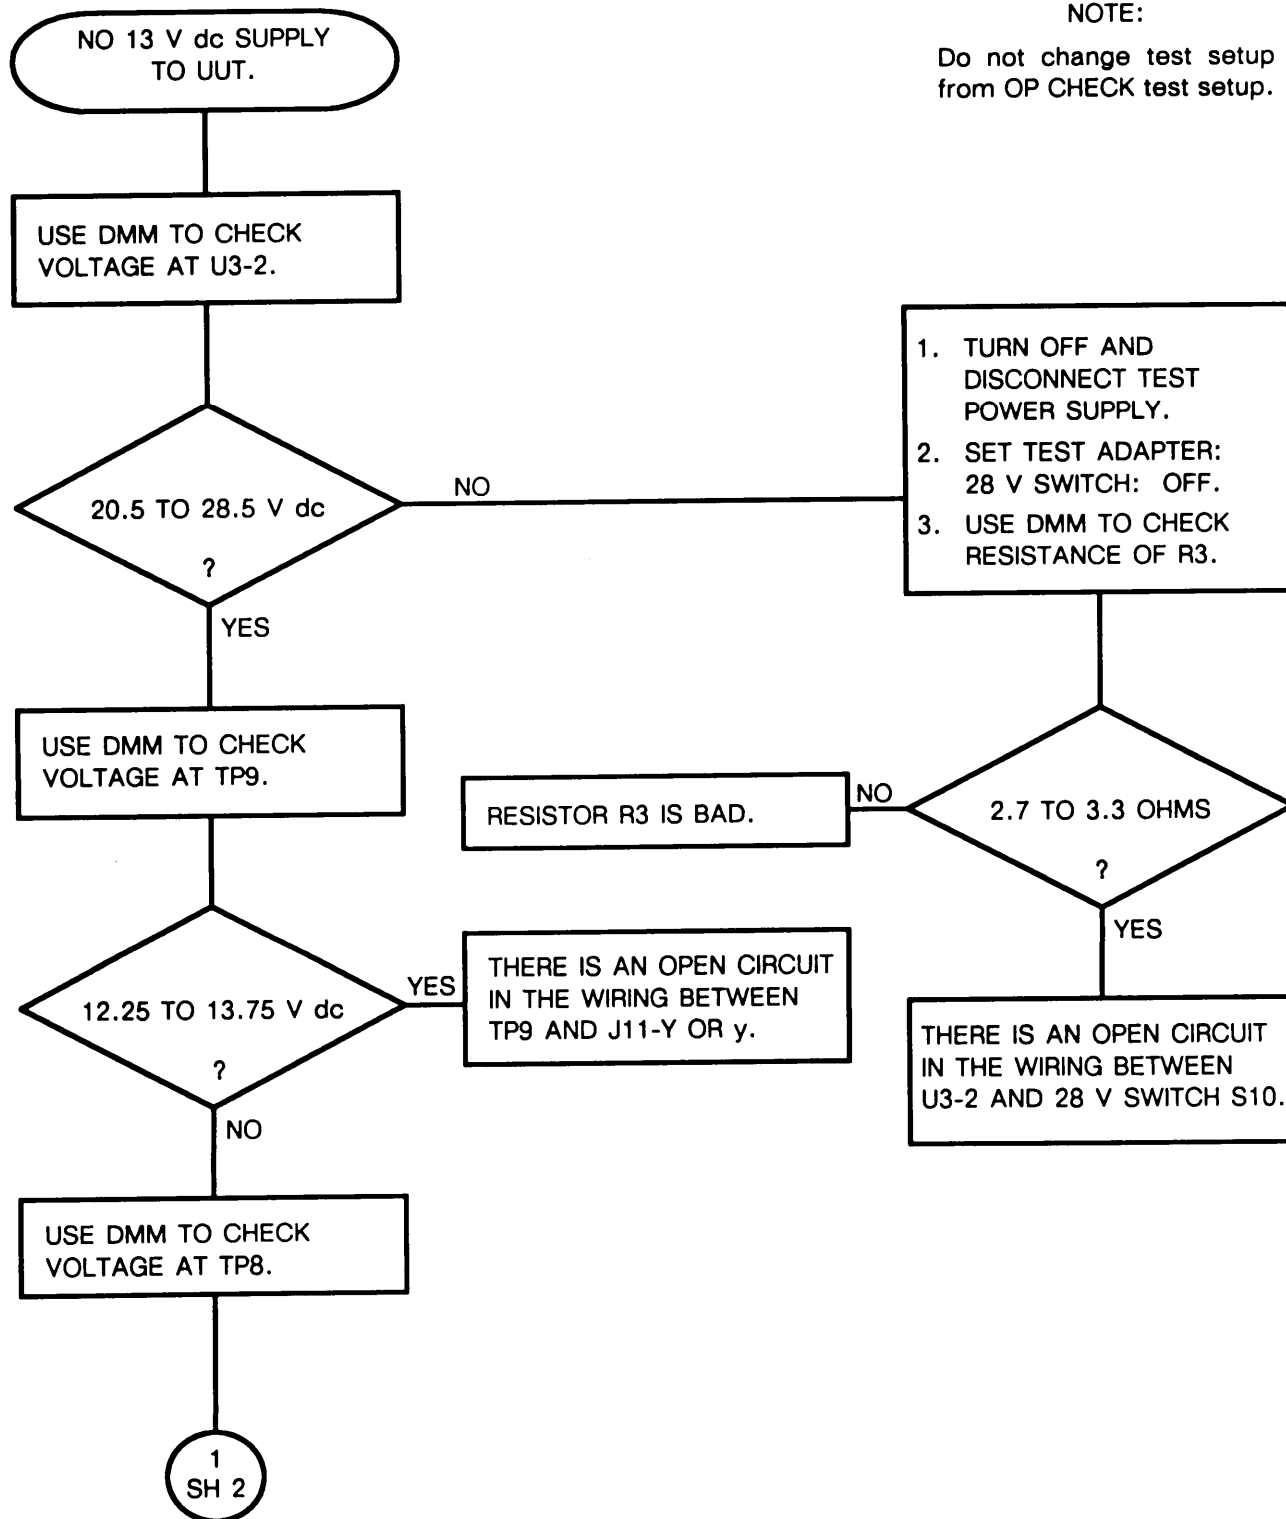 NO 13 V dc SUPPLY
TO UUT.
NOTE:
Do not change test setup
from OP CHECK test setup.
USE DMM TO CHECK
VOLTAGE AT U3-2.
20.5 TO 28.5 V dc
?
NO
YES
1. TURN OFF AND
DISCONNECT TEST
POWER SUPPLY.
2. SET TEST ADAPTER:
28 V SWITCH: OFF.
3. USE DMM TO CHECK
RESISTANCE OF R3.
USE DMM TO CHECK
VOLTAGE AT TP9.
2.7 TO 3.3 OHMS
?
NO
RESISTOR R3 IS BAD.
YES
THERE IS AN OPEN CIRCUIT
IN THE WIRING BETWEEN
U3-2 AND 28 V SWITCH S10.
12.25 TO 13.75 V dc
?
YES
THERE IS AN OPEN CIRCUIT
IN THE WIRING BETWEEN
TP9 AND J11-Y OR y.
NO
USE DMM TO CHECK
VOLTAGE AT TP8.
1
SH 2